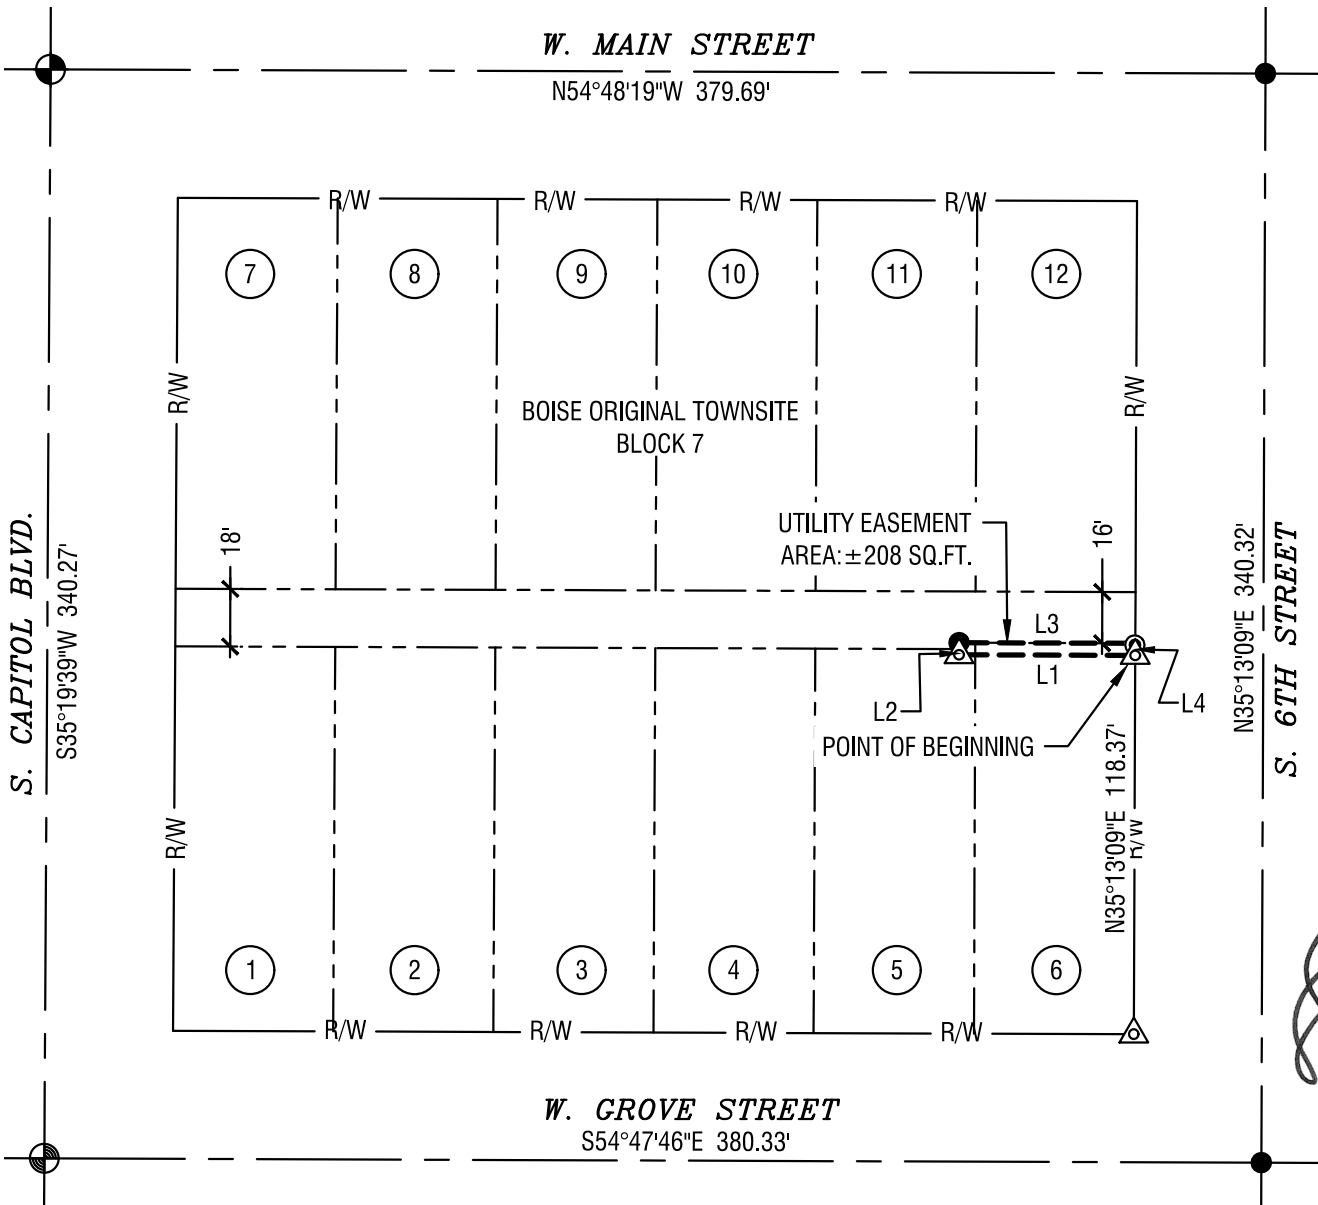 W. MAIN STREET
N54°48'19"W 379.69'
R/W R/W R/W R/W
7 8 9 10 11 12
R/W
R/W
BOISE ORIGINAL TOWNSITE
BLOCK 7
S. CAPITOL BLVD.
S35°19'39"W 340.27'
18'
UTILITY EASEMENT
AREA: ±208 SQ.FT.
16'
N35°13'09"E 340.32'
S. 6TH STREET
L3
L1
L2
L4
POINT OF BEGINNING
N35°13'09"E 118.37'
R/W
R/W
1 2 3 4 5 6
R/W R/W R/W R/W
W. GROVE STREET
S54°47'46"E 380.33'